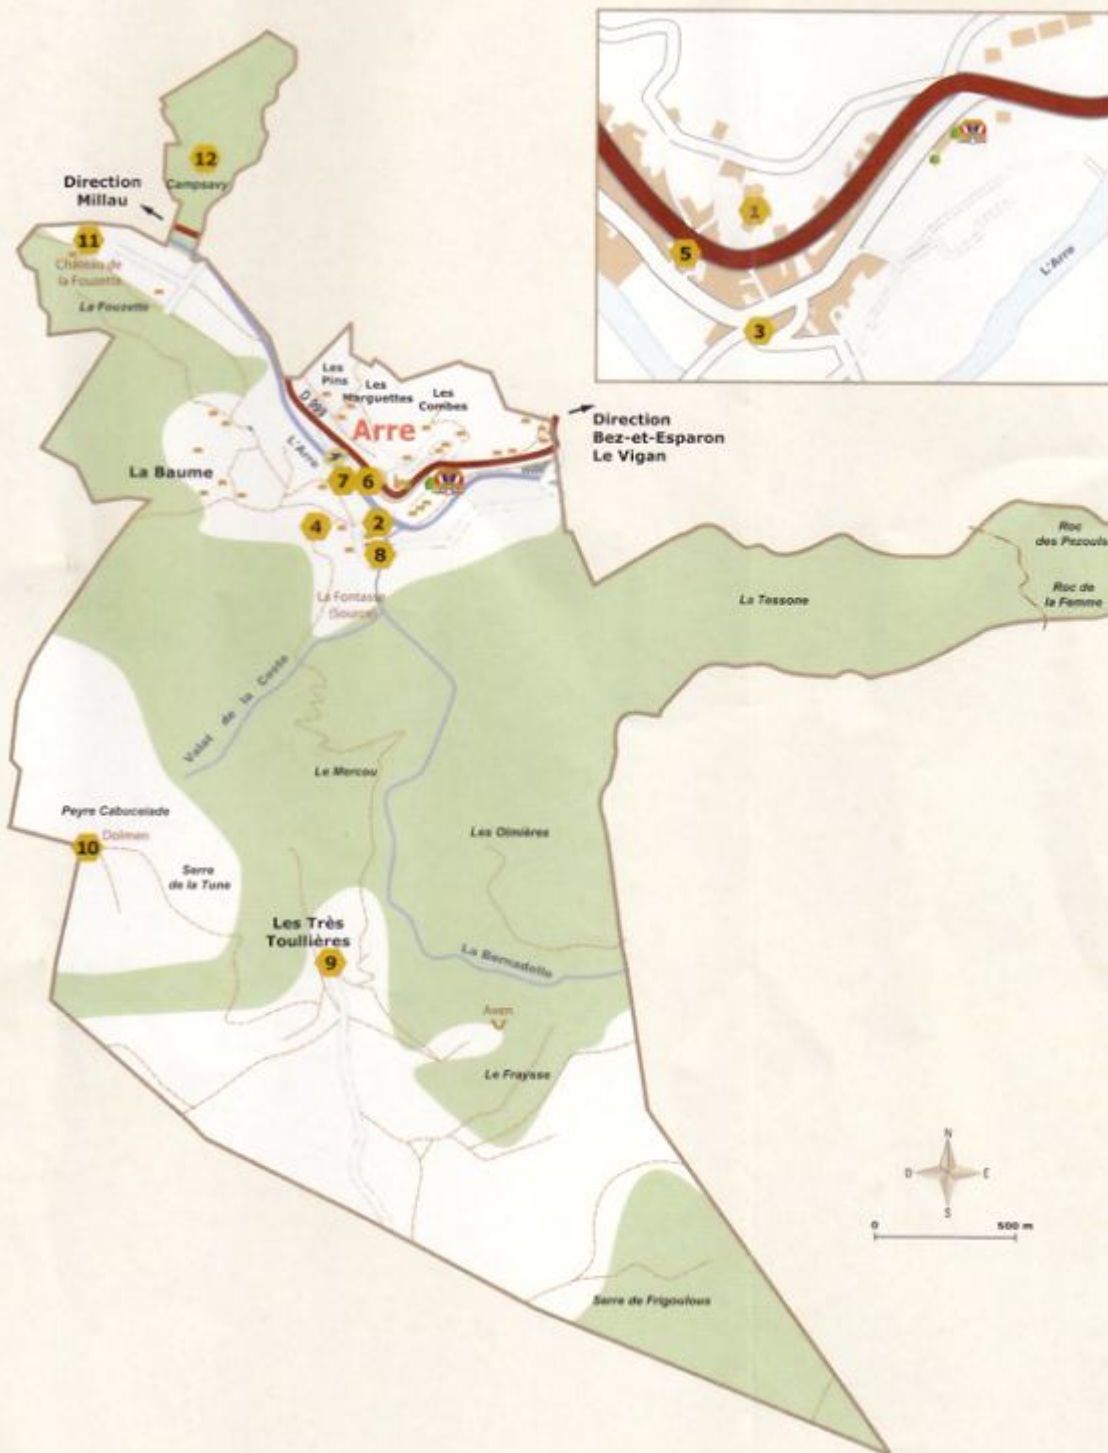 12
Campsavy
Direction
Millau
11
Château de
la Fouzette
La Fouzette
1
5
3
L'Arre
Les
Pins
Les
Marguettes
Les
Combes
D 999
Arre
L'Arre
Direction
Bez-et-Esparon
Le Vigan
La Baume
7
6
4
2
8
La Fontasse
(Source)
Roc
des Pezouls
La Tessone
Roc de
la Femme
Valat de la Coste
Le Mercou
Peyre Cabucelade
Dolmen
10
Les Olmières
Serre
de la Tune
Les Très
Toullières
9
La Bernadelle
Aven
Le Fraysse
N
O
E
S
0
500 m
Serre de Frigoulous